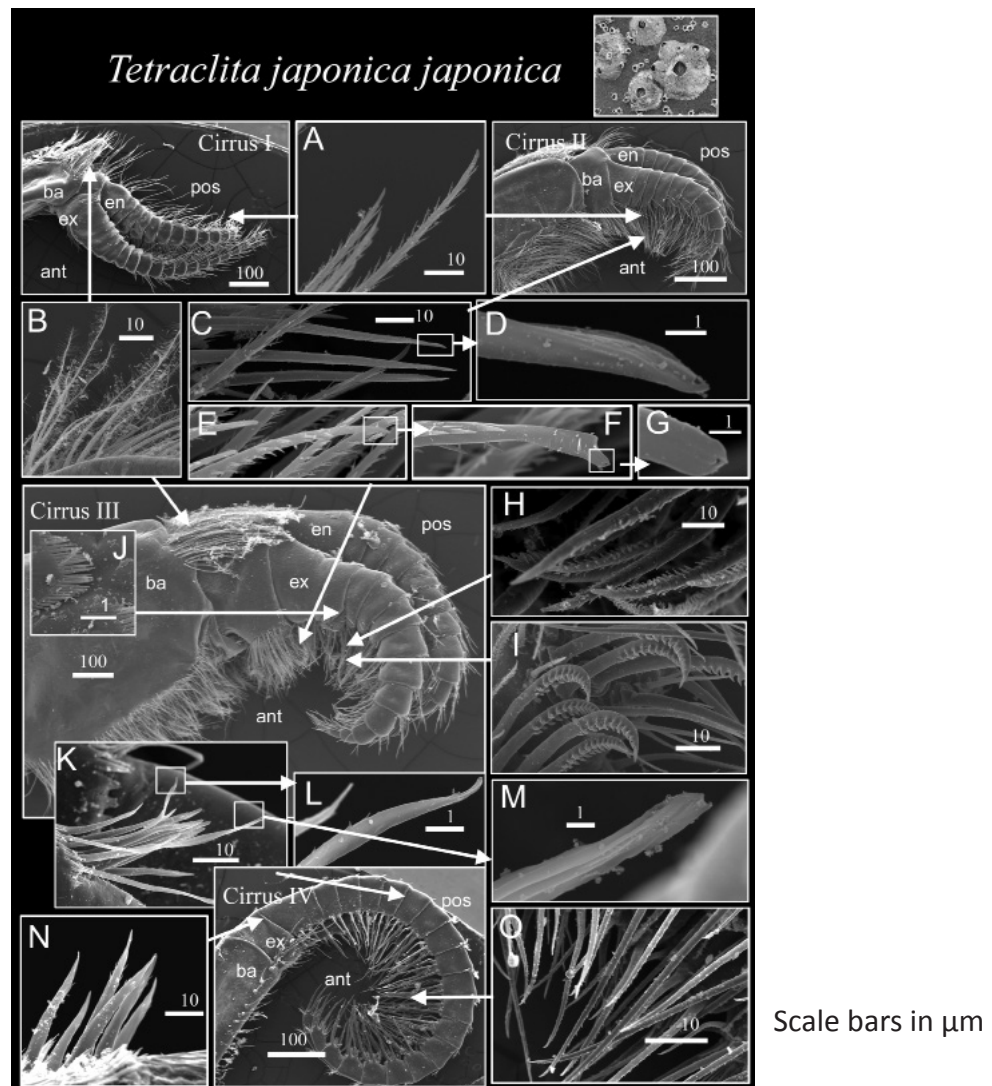 Tetraclita japonica japonica
Cirrus I
ba
ex
en
pos
ant
100
A
10
Cirrus II
en
ba
ex
pos
ant
100
B
10
C
10
D
1
E
F
G
1
Cirrus III
J
1
100
ba
ex
en
pos
ant
H
10
I
10
K
10
L
1
M
1
N
10
Cirrus IV
ba
ex
ant
pos
100
O
10
Scale bars in µm